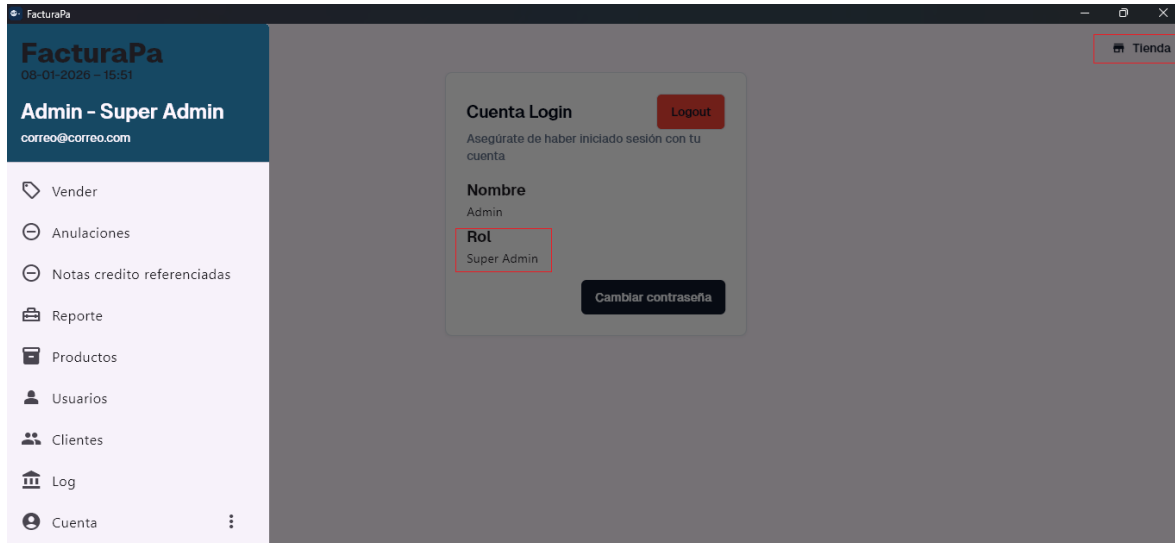 FacturaPa
FacturaPa
08-01-2026 – 15:51
Admin - Super Admin
correo@correo.com
Vender
Anulaciones
Notas credito referenciadas
Reporte
Productos
Usuarios
Clientes
Log
Cuenta
Tienda
Cuenta Login
Logout
Asegúrate de haber iniciado sesión con tu
cuenta
Nombre
Admin
Rol
Super Admin
Cambiar contraseña